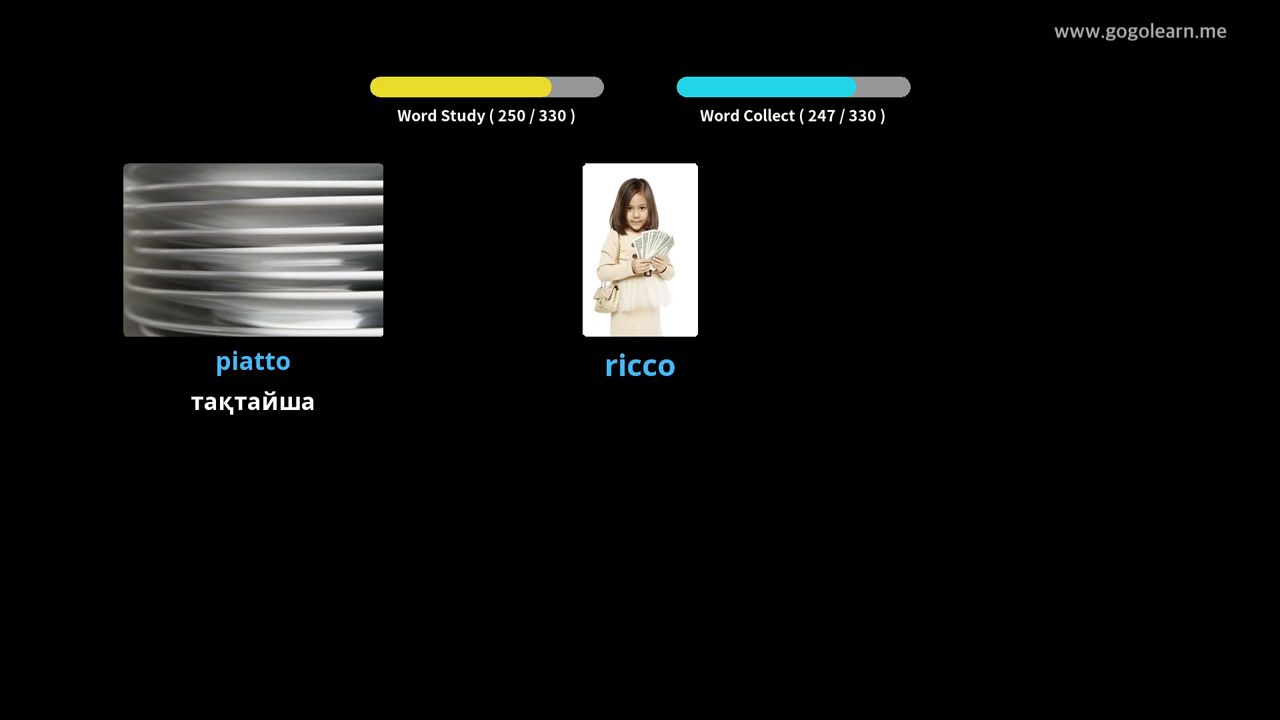 www.gogolearn.me
Word Study ( 250 / 330 )
Word Collect ( 247 / 330 )
piatto
тақтайша
ricco